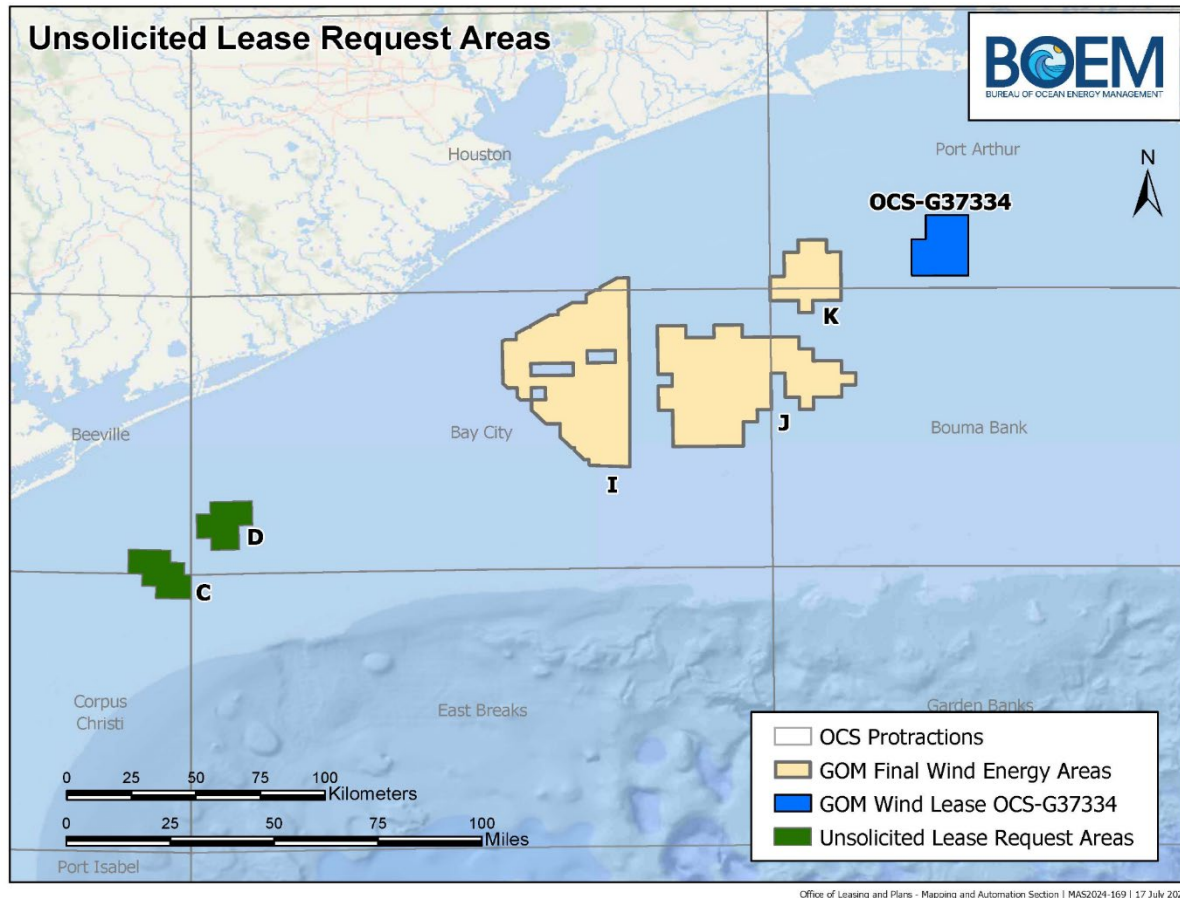 Unsolicited Lease Request Areas
BOEM
BUREAU OF OCEAN ENERGY MANAGEMENT
Houston
Port Arthur
N
OCS-G37334
K
Beeville
Bay City
J
Bouma Bank
I
D
C
Corpus
Christi
East Breaks
Garden Banks
OCS Protractions
GOM Final Wind Energy Areas
GOM Wind Lease OCS-G37334
Unsolicited Lease Request Areas
0 25 50 75 100
Kilometers
0 25 50 75 100
Miles
Port Isabel
Office of Leasing and Plans - Mapping and Automation Section | MAS2024-169 | 17 July 202